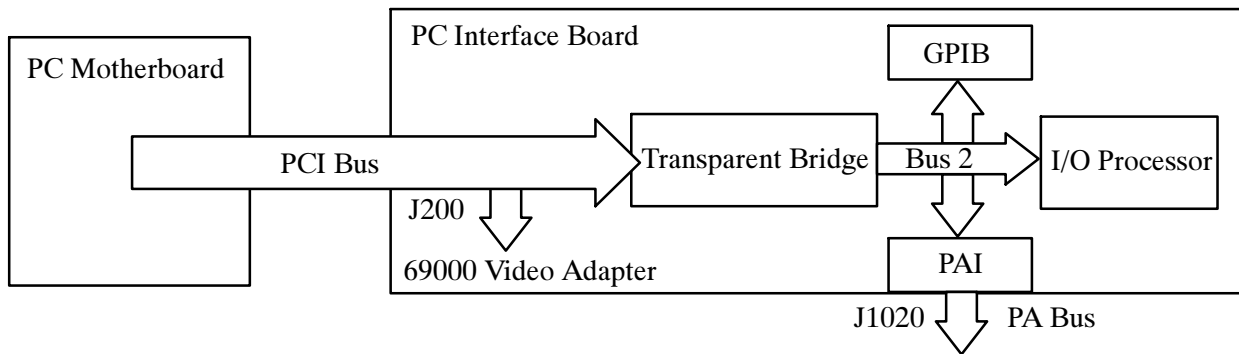 PC Motherboard
PC Interface Board
GPIB
PCI Bus
Transparent Bridge
Bus 2
I/O Processor
J200
69000 Video Adapter
PAI
J1020
PA Bus